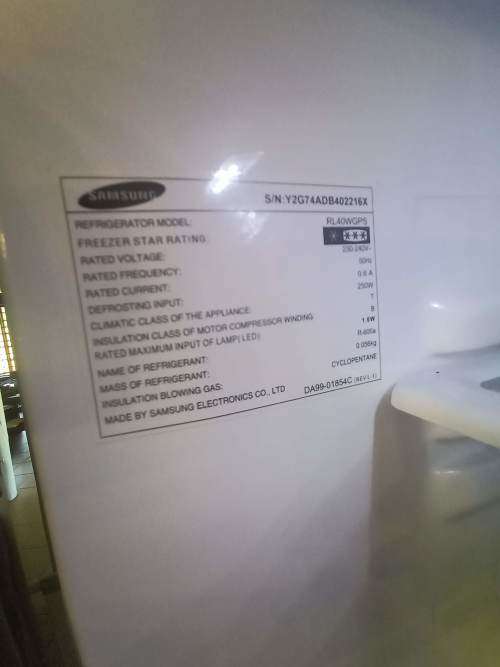 SAMSUNG
S/N:Y2G74ADB402216X
REFRIGERATOR MODEL: RL40WGPS
FREEZER STAR RATING:
RATED VOLTAGE: 230-240V~
RATED FREQUENCY: 50Hz
RATED CURRENT: 0.6 A
DEFROSTING INPUT: 250W
CLIMATIC CLASS OF THE APPLIANCE: T
INSULATION CLASS OF MOTOR COMPRESSOR WINDING B
RATED MAXIMUM INPUT OF LAMP(LED) 1.8W
NAME OF REFRIGERANT: R-600a
MASS OF REFRIGERANT: 0.056kg
INSULATION BLOWING GAS: CYCLOPENTANE
MADE BY SAMSUNG ELECTRONICS CO., LTD DA99-01854C (REV1.1)